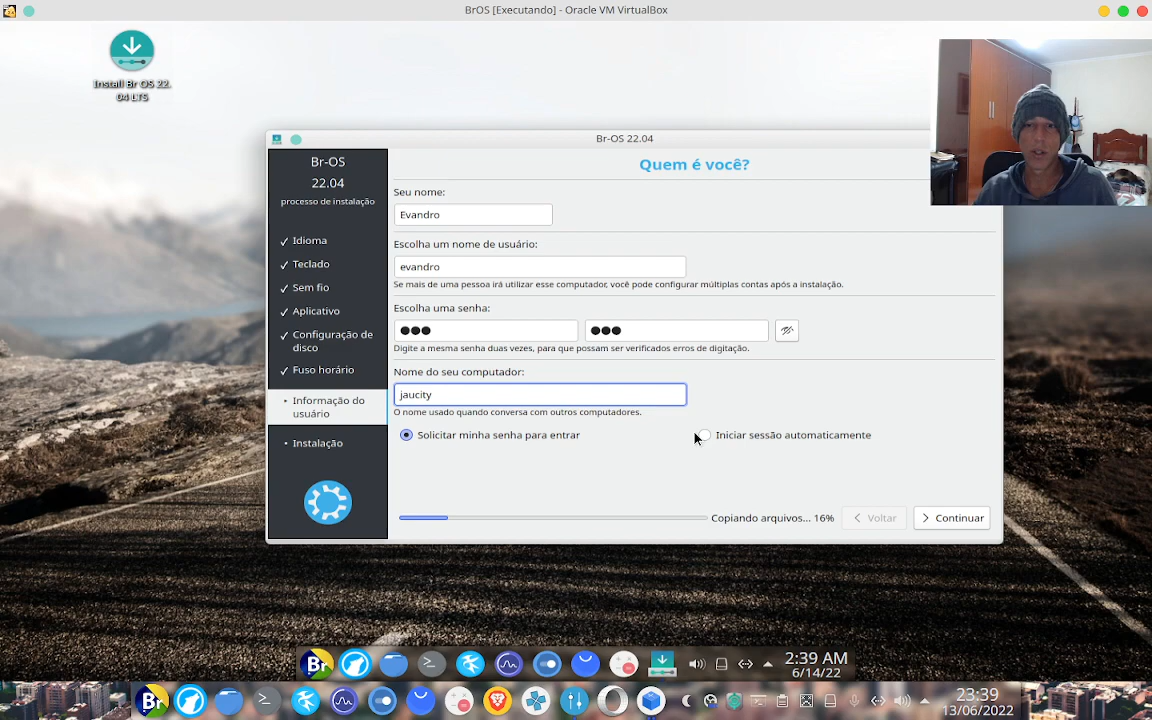 BrOS [Executando] - Oracle VM VirtualBox
Install Br OS 22.
04 LTS
Br-OS 22.04
Br-OS
22.04
processo de instalação
✓ Idioma
✓ Teclado
✓ Sem fio
✓ Aplicativo
✓ Configuração de
disco
✓ Fuso horário
• Informação do
usuário
• Instalação
Quem é você?
Seu nome:
Evandro
Escolha um nome de usuário:
evandro
Se mais de uma pessoa irá utilizar esse computador, você pode configurar múltiplas contas após a instalação.
Escolha uma senha:
●●● ●●●
Digite a mesma senha duas vezes, para que possam ser verificados erros de digitação.
Nome do seu computador:
jaucity
O nome usado quando conversa com outros computadores.
Solicitar minha senha para entrar Iniciar sessão automaticamente
Copiando arquivos... 16% Voltar Continuar
Br 2:39 AM
6/14/22
Br 23:39
13/06/2022